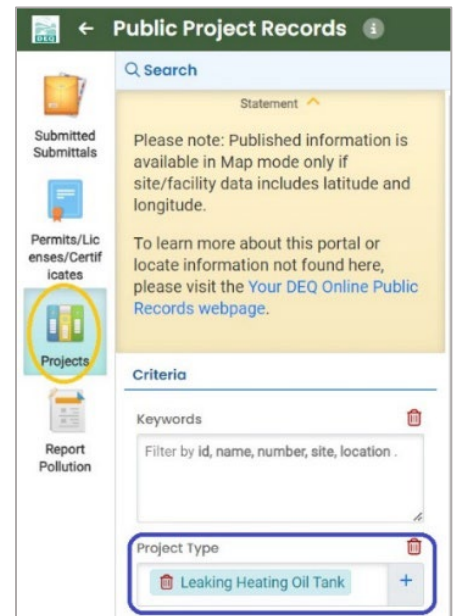 DEQ
← Public Project Records i
Search
Statement
Please note: Published information is
available in Map mode only if
site/facility data includes latitude and
longitude.
To learn more about this portal or
locate information not found here,
please visit the Your DEQ Online Public
Records webpage.
Submitted
Submittals
Permits/Lic
enses/Certif
icates
Projects
Report
Pollution
Criteria
Keywords
Filter by id, name, number, site, location .
Project Type
Leaking Heating Oil Tank +